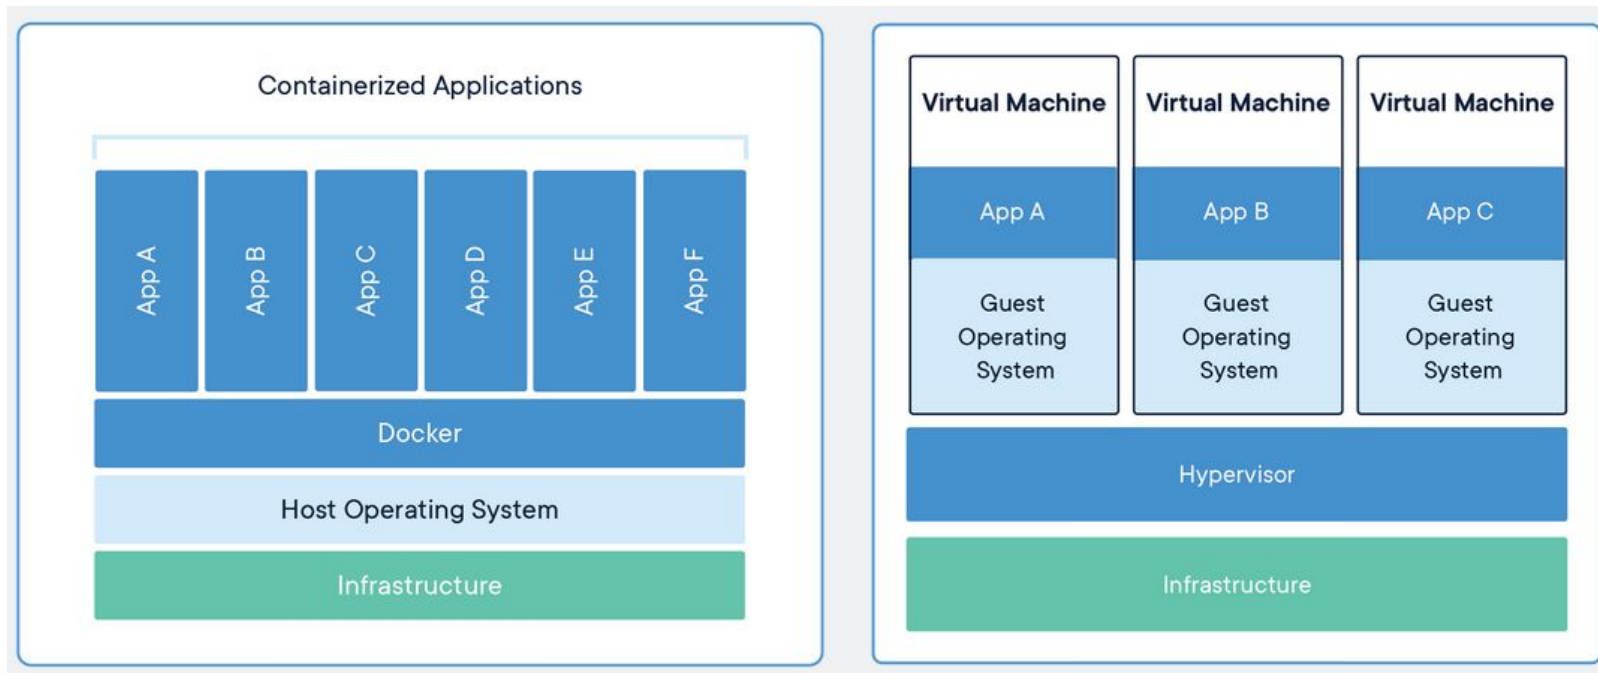 Containerized Applications
App A
App B
App C
App D
App E
App F
Docker
Host Operating System
Infrastructure
Virtual Machine
App A
Guest
Operating
System
Virtual Machine
App B
Guest
Operating
System
Virtual Machine
App C
Guest
Operating
System
Hypervisor
Infrastructure